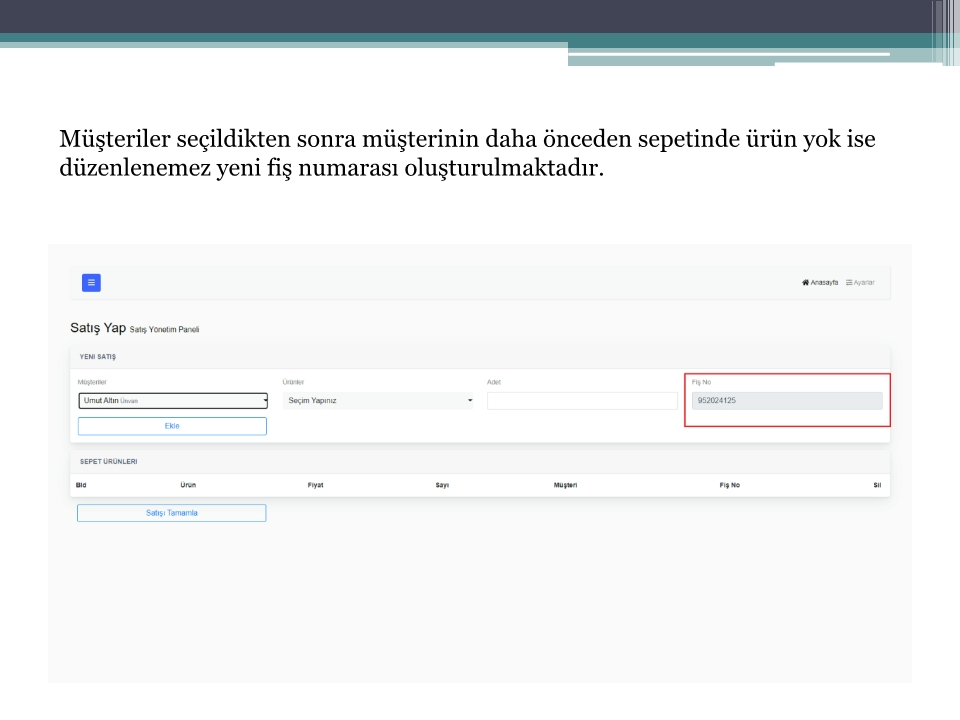 Müşteriler seçildikten sonra müşterinin daha önceden sepetinde ürün yok ise
düzenlenemez yeni fiş numarası oluşturulmaktadır.
Anasayfa Ayarlar
Satış Yap Satış Yönetim Paneli
YENI SATIŞ
Müşteriler Ürünler Adet Fiş No
Umut Altın Ünvan Seçim Yapınız 952024125
Ekle
SEPET ÜRÜNLERI
Bid Ürün Fiyat Sayı Müşteri Fiş No Sil
Satışı Tamamla